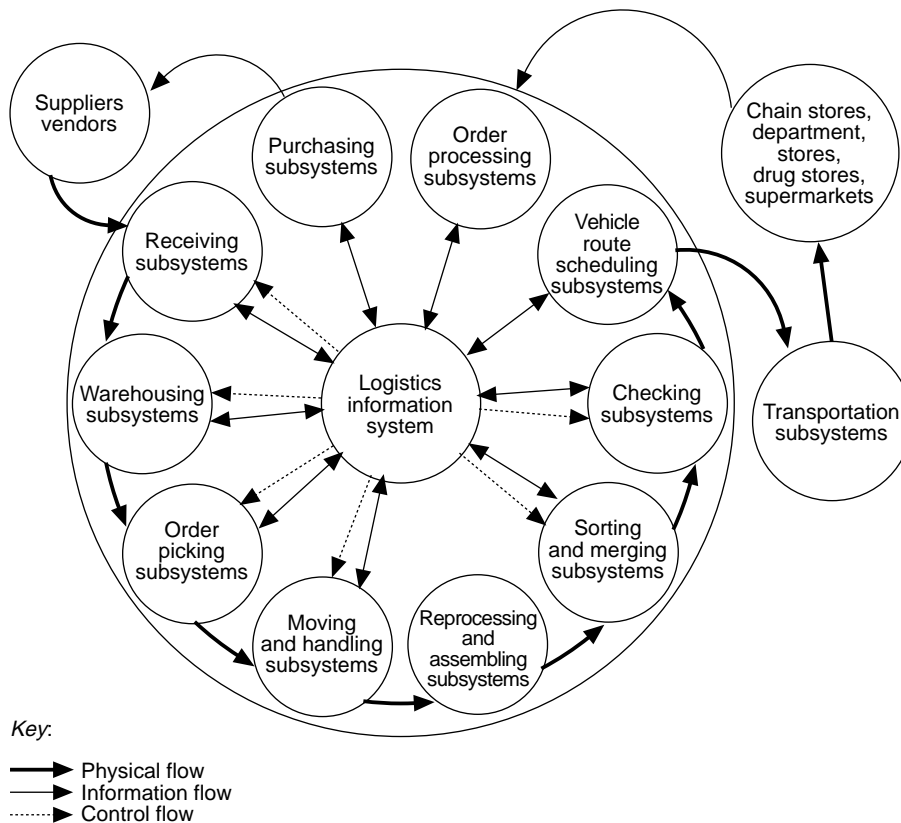 Suppliers
vendors
Purchasing
subsystems
Order
processing
subsystems
Chain stores,
department,
stores,
drug stores,
supermarkets
Receiving
subsystems
Vehicle
route
scheduling
subsystems
Warehousing
subsystems
Logistics
information
system
Checking
subsystems
Transportation
subsystems
Order
picking
subsystems
Sorting
and merging
subsystems
Moving
and handling
subsystems
Reprocessing
and
assembling
subsystems
Key:
Physical flow
Information flow
Control flow